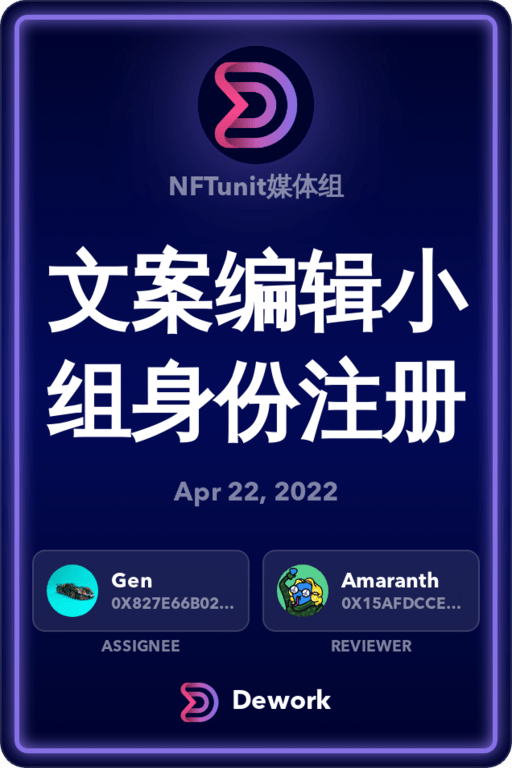 NFTunit媒体组
文案编辑小
组身份注册
Apr 22, 2022
Gen
0X827E66B02...
ASSIGNEE
Amaranth
0X15AFDCCE...
REVIEWER
Dework